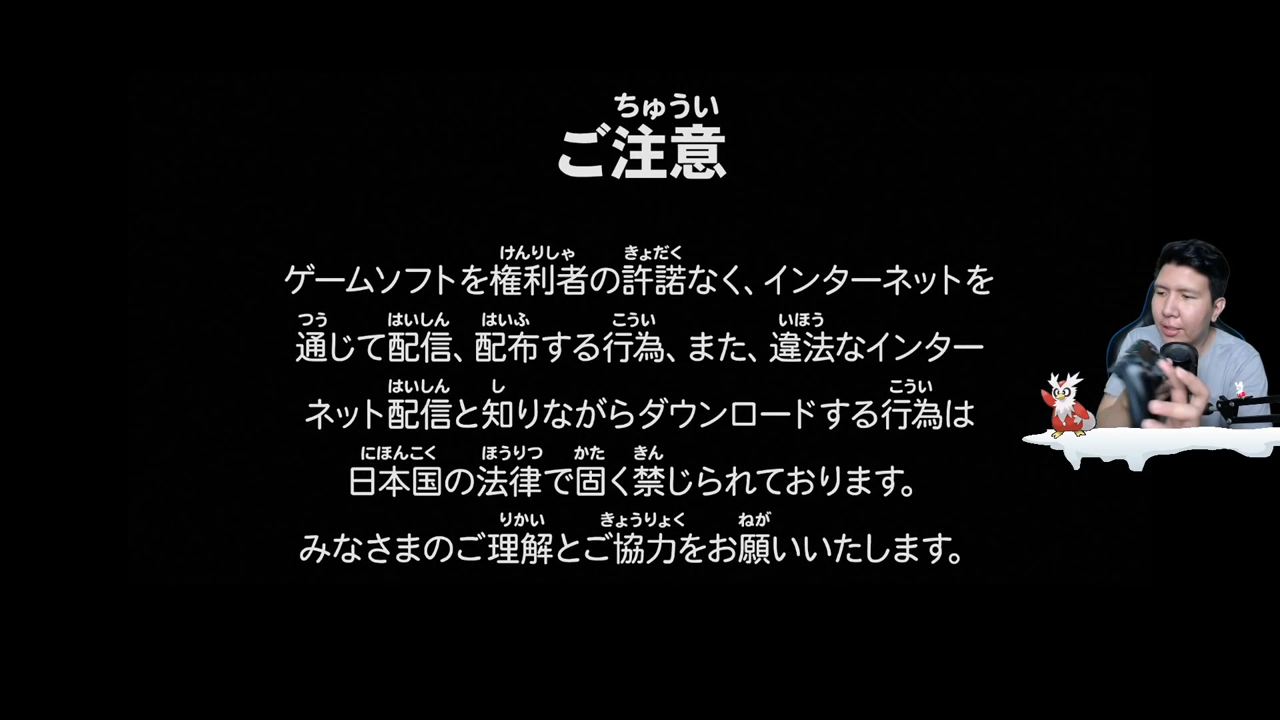 ちゅうい
ご注意
けんりしゃ きょだく
ゲームソフトを権利者の許諾なく、インターネットを
つう はいしん はいふ こうい いほう
通じて配信、配布する行為、また、違法なインター
はいしん し こうい
ネット配信と知りながらダウンロードする行為は
にほんこく ほうりつ かた きん
日本国の法律で固く禁じられております。
りかい きょうりょく ねが
みなさまのご理解とご協力をお願いいたします。